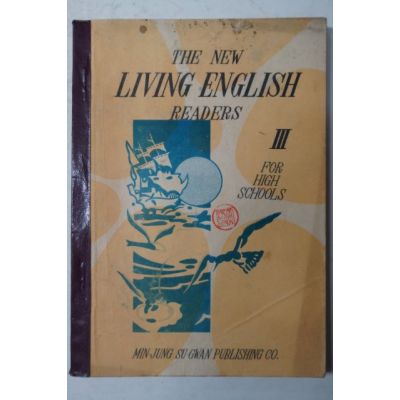 THE NEW
LIVING ENGLISH
READERS
III
FOR
HIGH
SCHOOLS
MIN JUNG SU GWAN PUBLISHING CO.